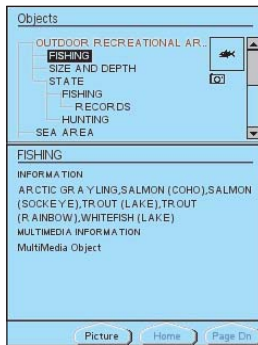 Objects
OUTDOOR RECREATIONAL AR..
FISHING
SIZE AND DEPTH
STATE
FISHING
RECORDS
HUNTING
SEA AREA
FISHING
INFORMATION
ARCTIC GRAYLING,SALMON (COHO),SALMON
(SOCKEYE),TROUT (LAKE),TROUT
(RAINBOW),WHITEFISH (LAKE)
MULTIMEDIA INFORMATION
MultiMedia Object
Picture Home Page Dn